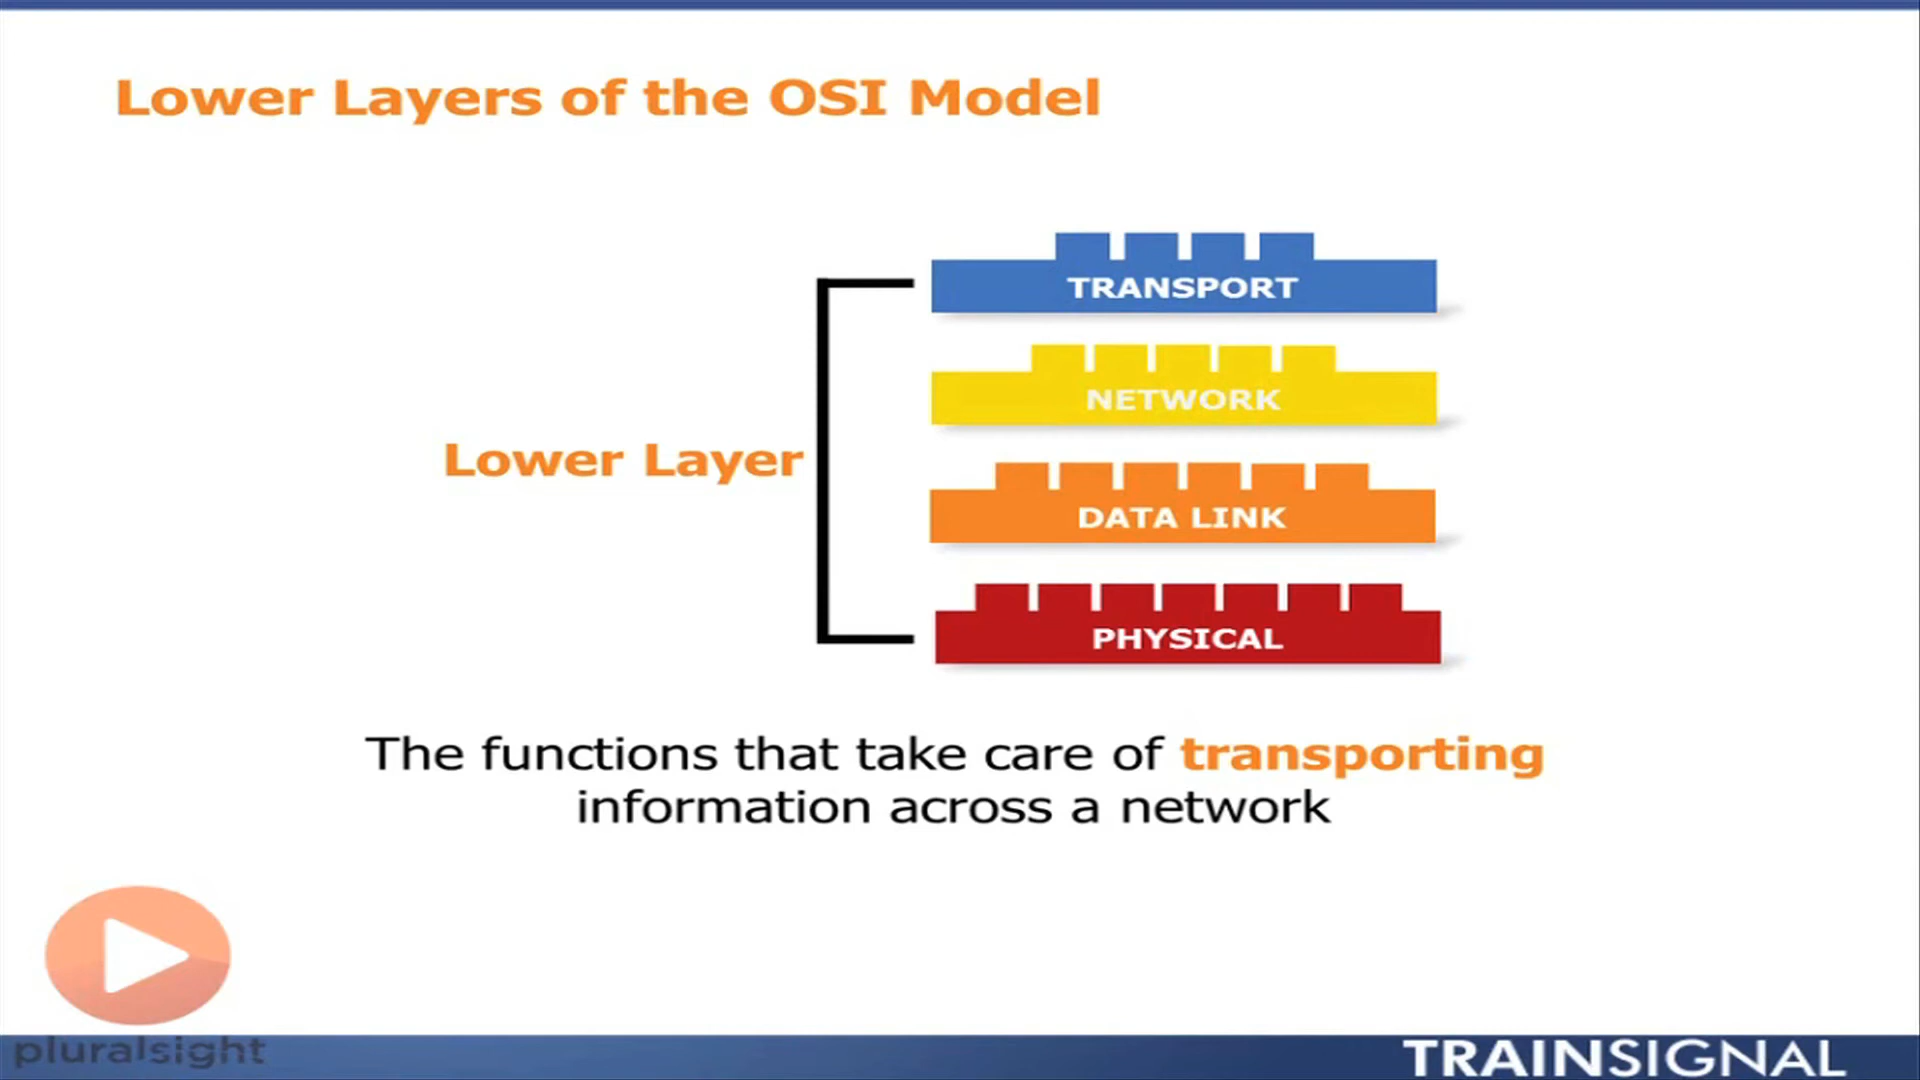 Lower Layers of the OSI Model
TRANSPORT
NETWORK
Lower Layer
DATA LINK
PHYSICAL
The functions that take care of transporting
information across a network
pluralsight
TRAINSIGNAL